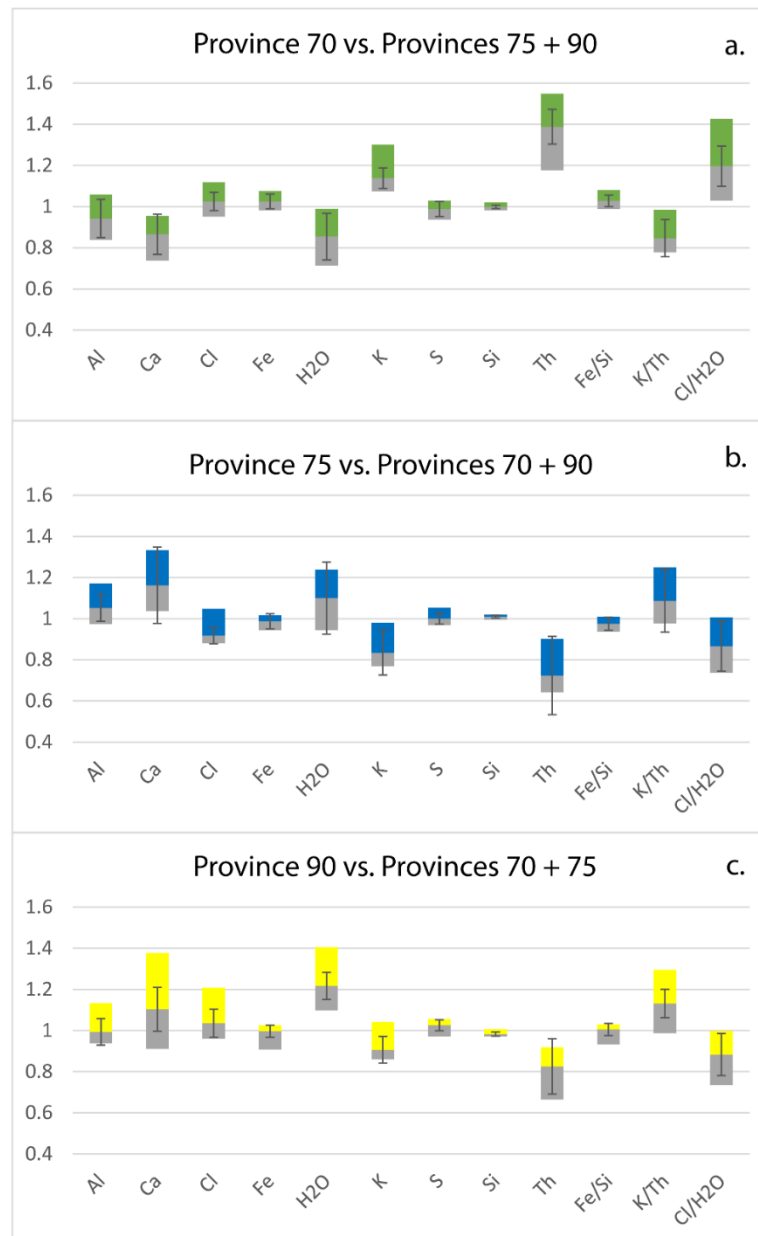 Province 70 vs. Provinces 75 + 90
a.
1.6
1.4
1.2
1
0.8
0.6
0.4
Al Ca Cl Fe H2O K S Si Th Fe/Si K/Th Cl/H2O
Province 75 vs. Provinces 70 + 90
b.
1.6
1.4
1.2
1
0.8
0.6
0.4
Al Ca Cl Fe H2O K S Si Th Fe/Si K/Th Cl/H2O
Province 90 vs. Provinces 70 + 75
c.
1.6
1.4
1.2
1
0.8
0.6
0.4
Al Ca Cl Fe H2O K S Si Th Fe/Si K/Th Cl/H2O